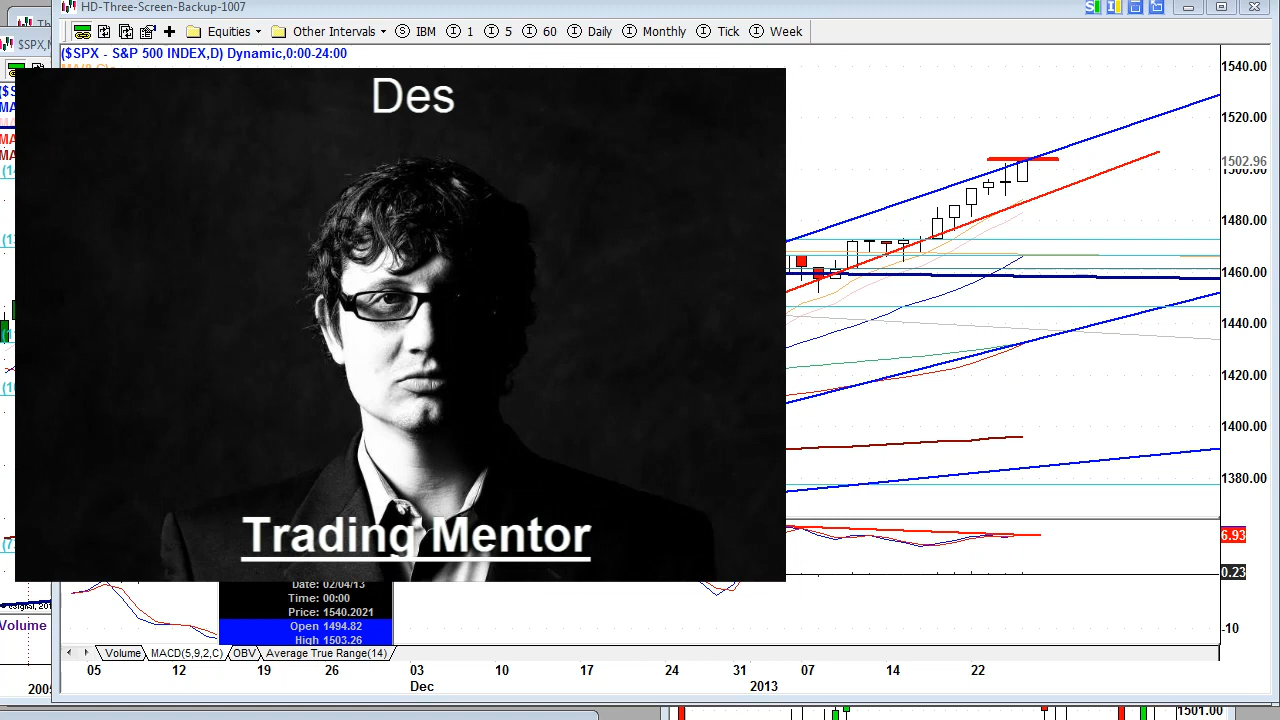 HD-Three-Screen-Backup-1007
Equities
Other Intervals
IBM
1
5
60
Daily
Monthly
Tick
Week
($SPX - S&P 500 INDEX,D) Dynamic,0:00-24:00
Des
Trading Mentor
1540.00
1520.00
1502.96
1500.00
1480.00
1460.00
1440.00
1420.00
1400.00
1380.00
6.93
0.23
-10
Date: 02/04/13
Time: 00:00
Price: 1540.2021
Open 1494.82
High 1503.26
Volume
Volume
MACD(5,9,2,C)
OBV
Average True Range(14)
05
12
19
26
03
10
17
24
31
07
14
22
Dec
2013
1501.00